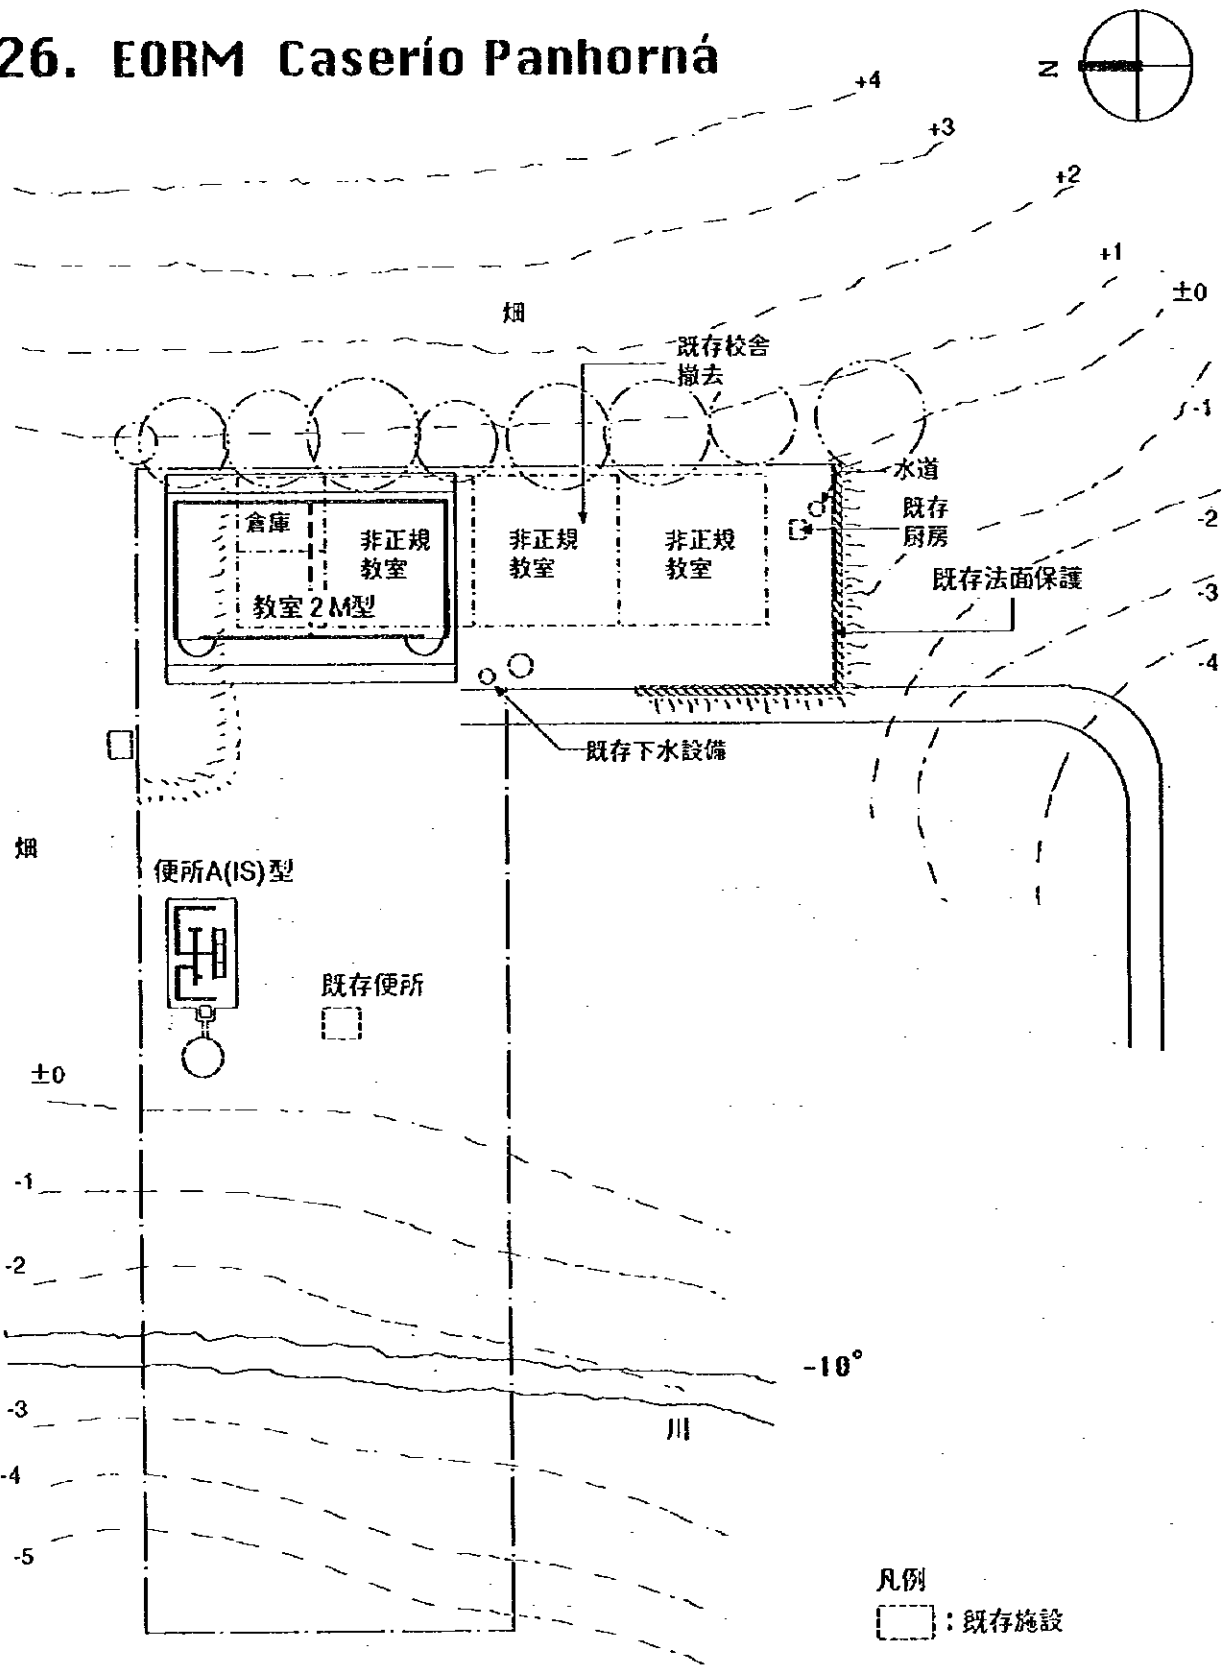 26. EORM Caserío Panhorná
N
+4
+3
+2
+1
±0
畑
既存校舎
撤去
-1
水道
倉庫
非正規
教室
非正規
教室
非正規
教室
既存
厨房
-2
既存法面保護
教室2M型
-3
-4
既存下水設備
畑
便所A(IS)型
既存便所
±0
-1
-2
-10°
-3
川
-4
-5
凡例
：既存施設